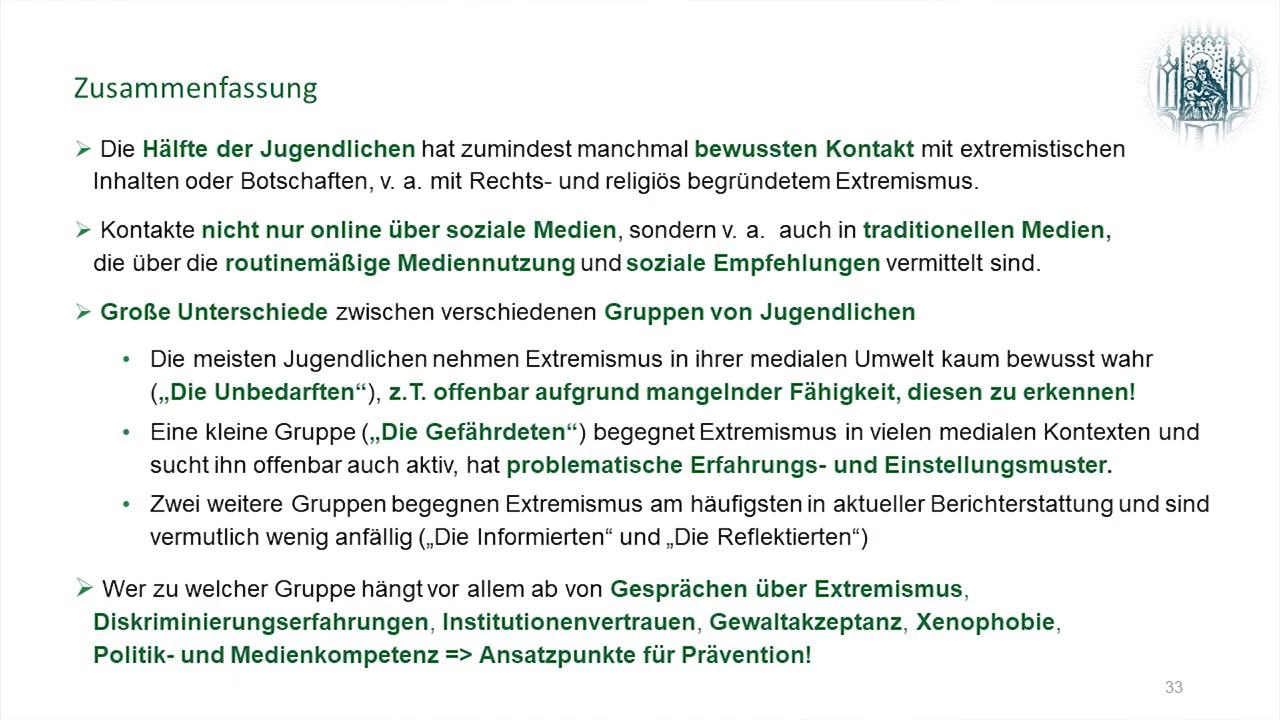 Zusammenfassung
➢ Die Hälfte der Jugendlichen hat zumindest manchmal bewussten Kontakt mit extremistischen
Inhalten oder Botschaften, v. a. mit Rechts- und religiös begründetem Extremismus.
➢ Kontakte nicht nur online über soziale Medien, sondern v. a. auch in traditionellen Medien,
die über die routinemäßige Mediennutzung und soziale Empfehlungen vermittelt sind.
➢ Große Unterschiede zwischen verschiedenen Gruppen von Jugendlichen
• Die meisten Jugendlichen nehmen Extremismus in ihrer medialen Umwelt kaum bewusst wahr
(„Die Unbedarften“), z.T. offenbar aufgrund mangelnder Fähigkeit, diesen zu erkennen!
• Eine kleine Gruppe („Die Gefährdeten“) begegnet Extremismus in vielen medialen Kontexten und
sucht ihn offenbar auch aktiv, hat problematische Erfahrungs- und Einstellungsmuster.
• Zwei weitere Gruppen begegnen Extremismus am häufigsten in aktueller Berichterstattung und sind
vermutlich wenig anfällig („Die Informierten“ und „Die Reflektierten“)
➢ Wer zu welcher Gruppe hängt vor allem ab von Gesprächen über Extremismus,
Diskriminierungserfahrungen, Institutionenvertrauen, Gewaltakzeptanz, Xenophobie,
Politik- und Medienkompetenz => Ansatzpunkte für Prävention!
33